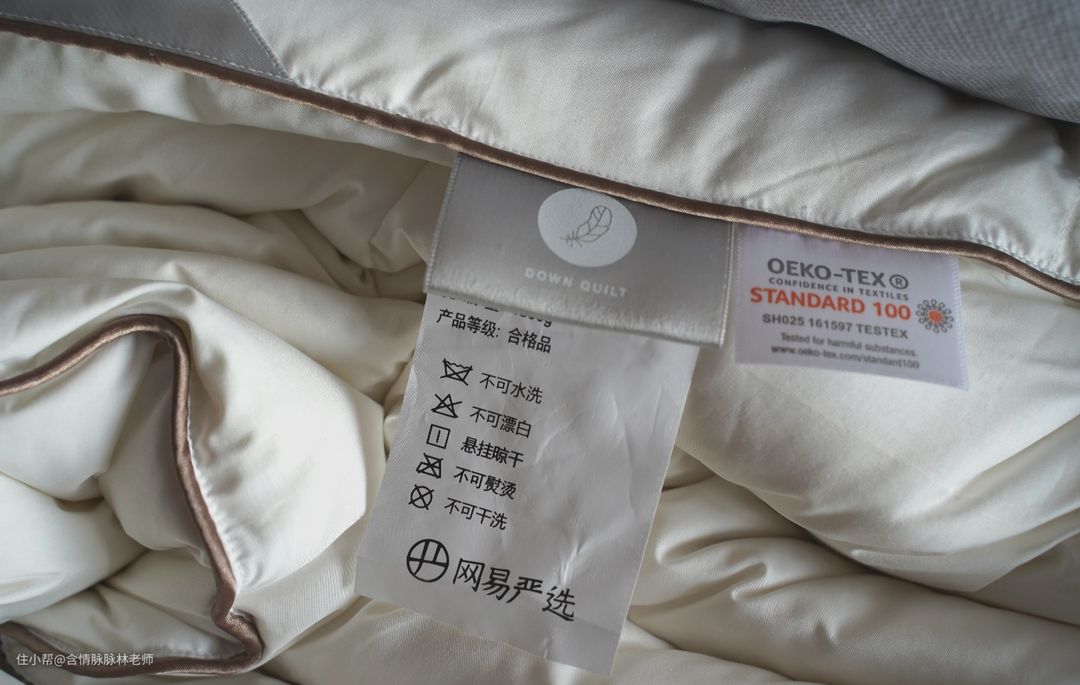 DOWN QUILT
产品等级: 合格品
不可水洗
不可漂白
悬挂晾干
不可熨烫
不可干洗
网易严选
OEKO-TEX®
CONFIDENCE IN TEXTILES
STANDARD 100
SH025 161597 TESTEX
Tested for harmful substances.
www.oeko-tex.com/standard100
住小帮@含情脉脉林老师